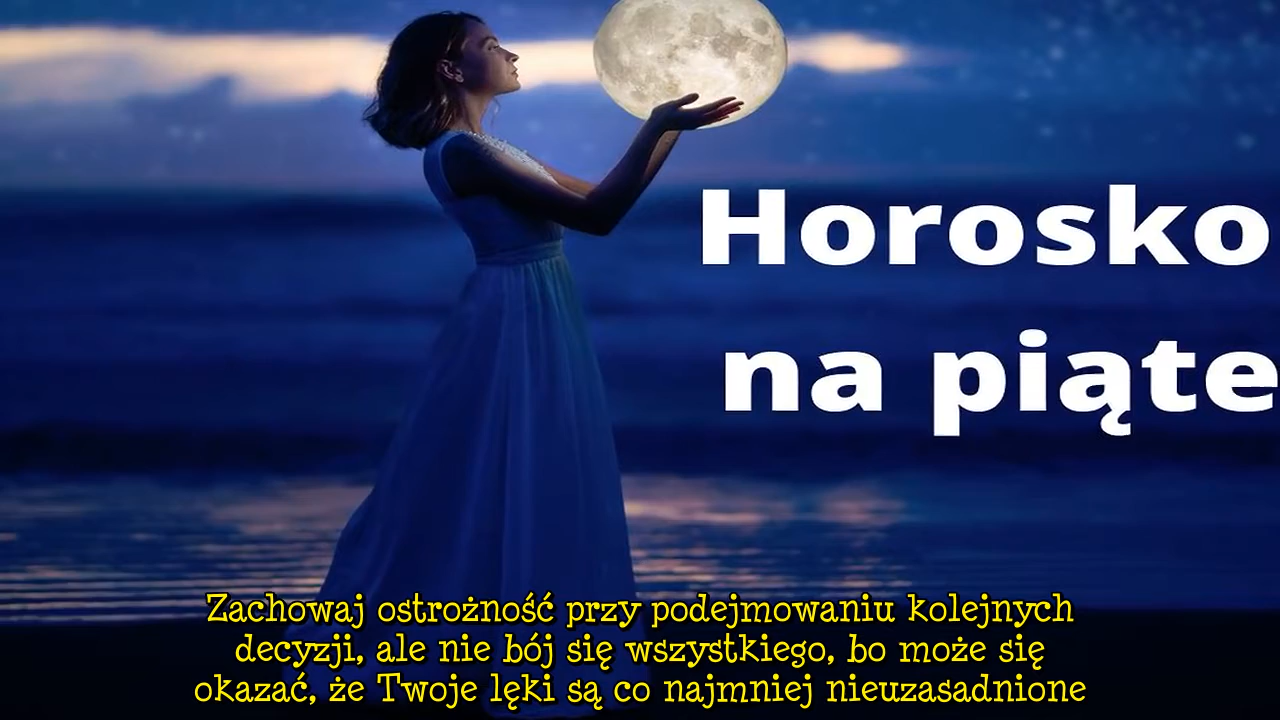 Horosko
na piąte
Zachowaj ostrożność przy podejmowaniu kolejnych
decyzji, ale nie bój się wszystkiego, bo może się
okazać, że Twoje lęki są co najmniej nieuzasadnione